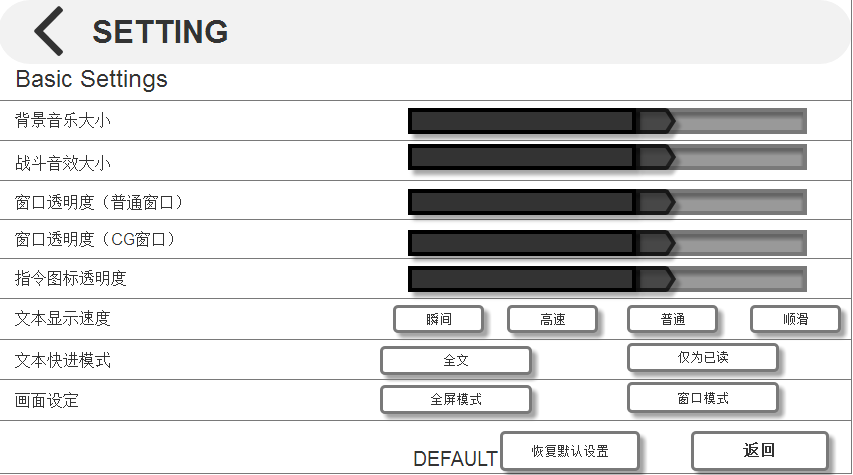 SETTING
Basic Settings
背景音乐大小
战斗音效大小
窗口透明度（普通窗口）
窗口透明度（CG窗口）
指令图标透明度
文本显示速度 瞬间 高速 普通 顺滑
文本快进模式 全文 仅为已读
画面设定 全屏模式 窗口模式
DEFAULT 恢复默认设置 返回